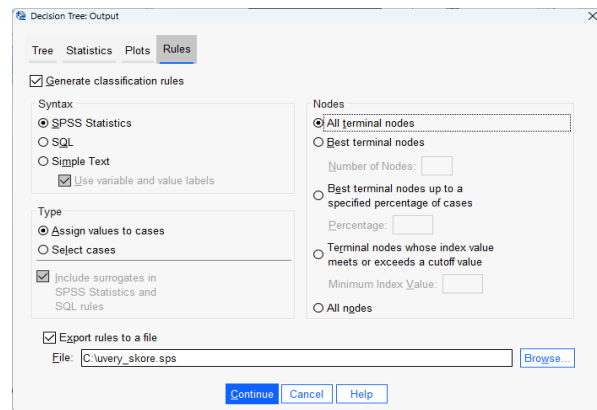 Decision Tree: Output
Tree Statistics Plots Rules
Generate classification rules
Syntax
SPSS Statistics
SQL
Simple Text
Use variable and value labels
Type
Assign values to cases
Select cases
Include surrogates in
SPSS Statistics and
SQL rules
Nodes
All terminal nodes
Best terminal nodes
Number of Nodes:
Best terminal nodes up to a
specified percentage of cases
Percentage:
Terminal nodes whose index value
meets or exceeds a cutoff value
Minimum Index Value:
All nodes
Export rules to a file
File: C:\uvery_skore.sps Browse...
Continue Cancel Help